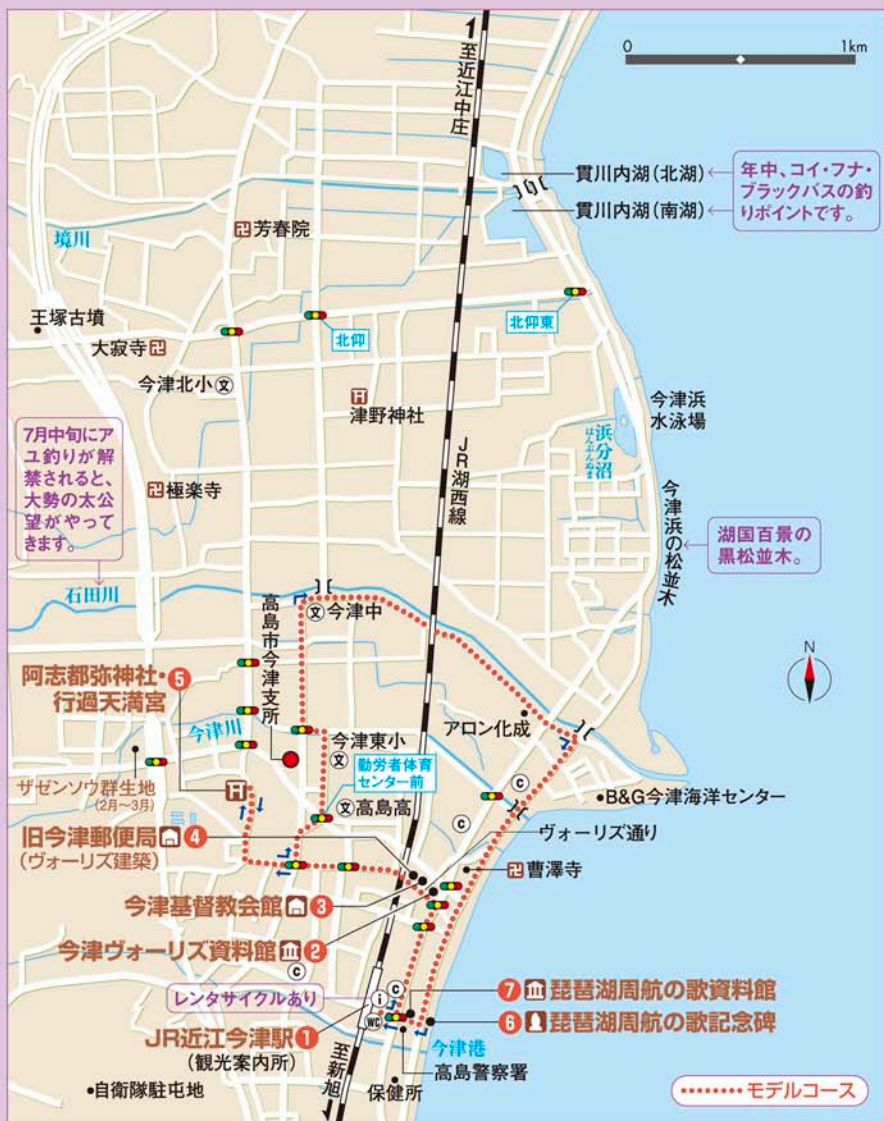 至近江中庄
0
1km
貫川内湖(北湖)
貫川内湖(南湖)
年中、コイ・フナ・
ブラックバスの釣
りポイントです。
境川
芳春院
王塚古墳
大寂寺
北仰
北仰東
今津北小
文
津野神社
今津浜
水泳場
浜分沼
はんぶんぬま
JR湖西線
7月中旬にア
ユ釣りが解
禁されると、
大勢の太公
望がやって
きます。
極楽寺
今津浜の松並木
湖国百景の
黒松並木。
石田川
高島市今津支所
文
今津中
N
阿志都弥神社・
行過天満宮
5
今津川
アロン化成
今津東小
文
勤労者体育
センター前
ザゼンソウ群生地
(2月〜3月)
文
高島高
C
C
B&G今津海洋センター
ヴォーリズ通り
旧今津郵便局
4
(ヴォーリズ建築)
曹澤寺
今津基督教会館
3
今津ヴォーリズ資料館
2
C
レンタサイクルあり
i
C
WC
7
琵琶湖周航の歌資料館
JR近江今津駅
1
(観光案内所)
6
琵琶湖周航の歌記念碑
今津港
高島警察署
至新旭
自衛隊駐屯地
保健所
モデルコース